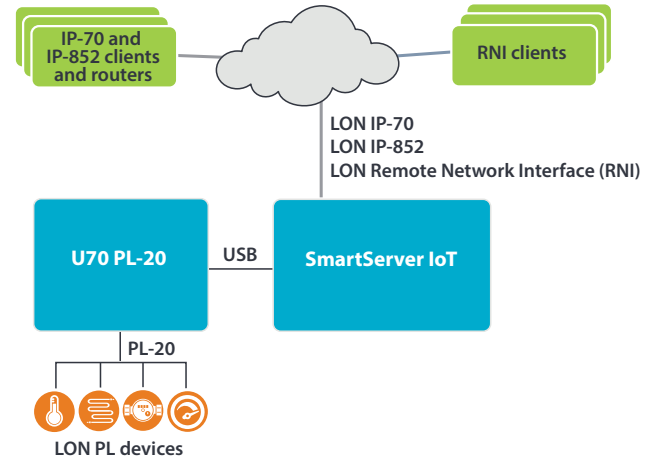 IP-70 and
IP-852 clients
and routers
RNI clients
LON IP-70
LON IP-852
LON Remote Network Interface (RNI)
U70 PL-20
USB
SmartServer IoT
PL-20
LON PL devices